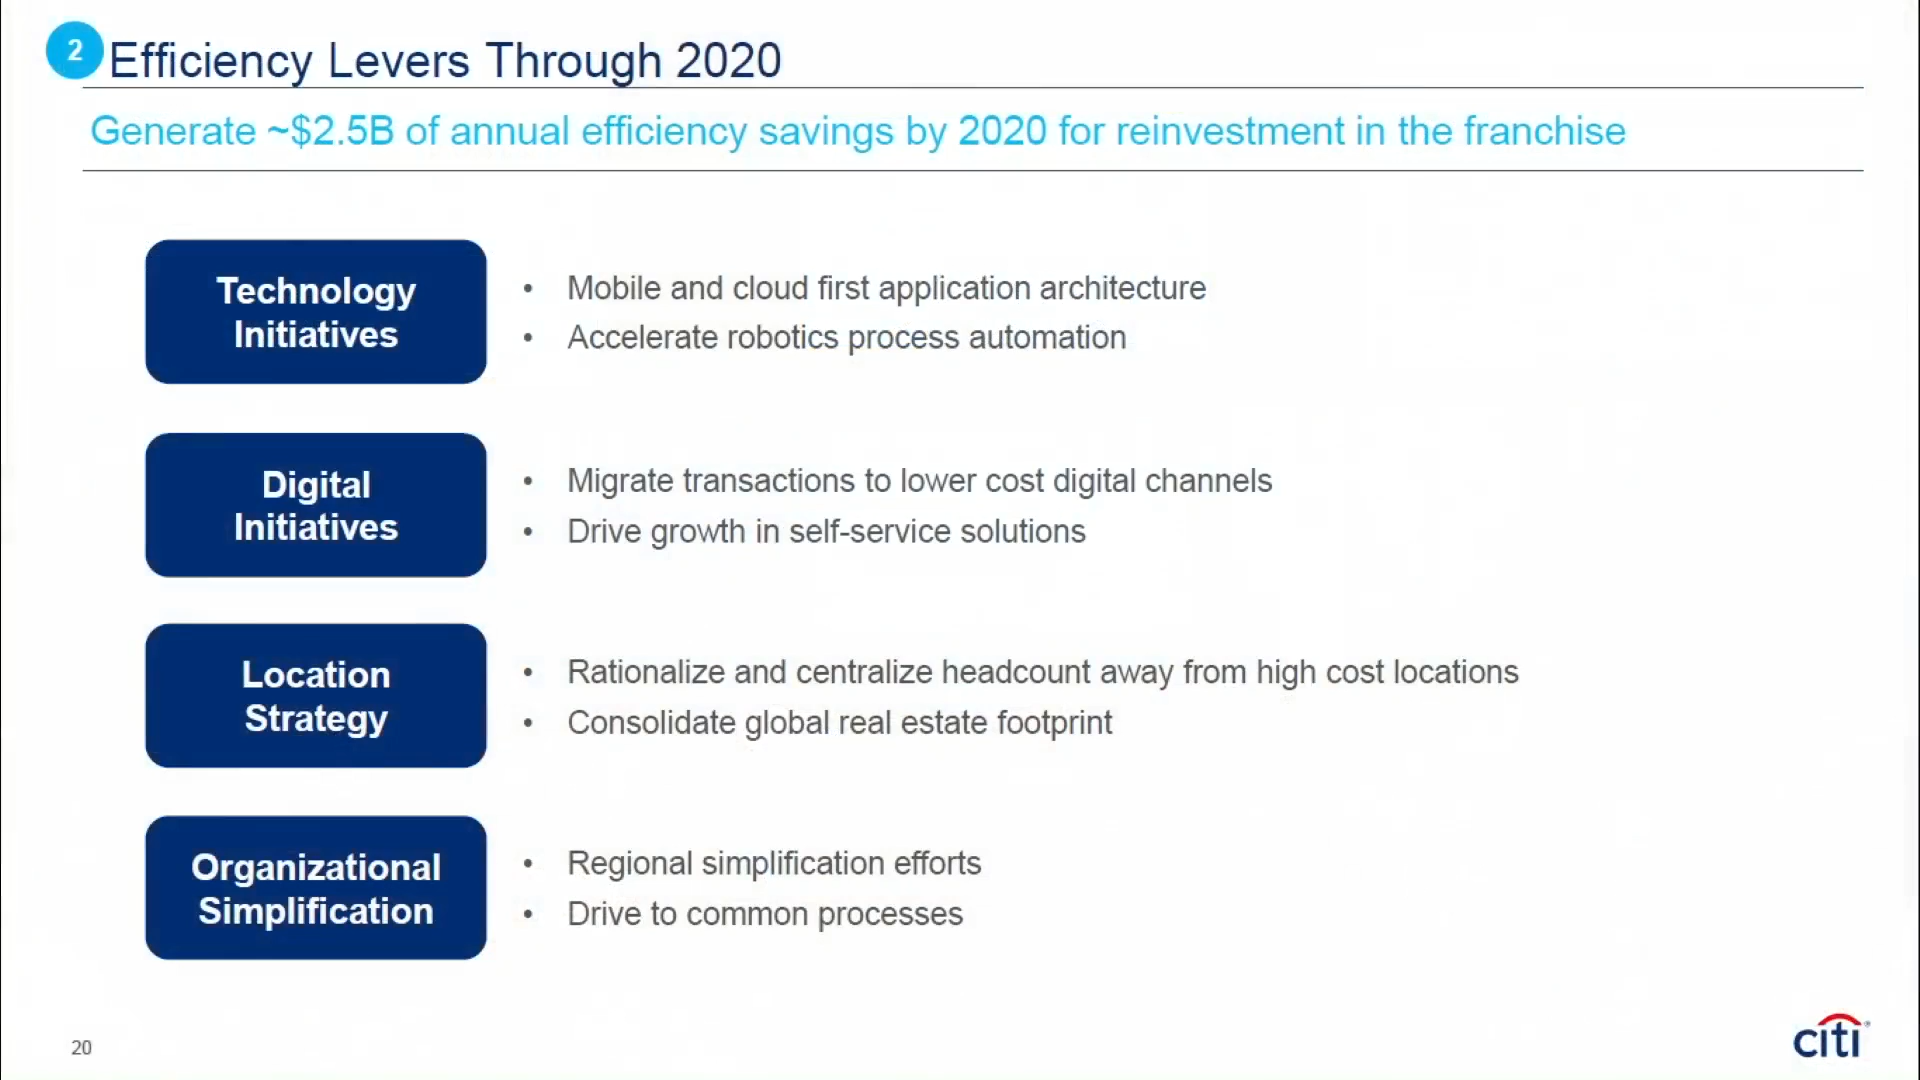 2
Efficiency Levers Through 2020
Generate ~$2.5B of annual efficiency savings by 2020 for reinvestment in the franchise
Technology
Initiatives
• Mobile and cloud first application architecture
• Accelerate robotics process automation
Digital
Initiatives
• Migrate transactions to lower cost digital channels
• Drive growth in self-service solutions
Location
Strategy
• Rationalize and centralize headcount away from high cost locations
• Consolidate global real estate footprint
Organizational
Simplification
• Regional simplification efforts
• Drive to common processes
20
citi®